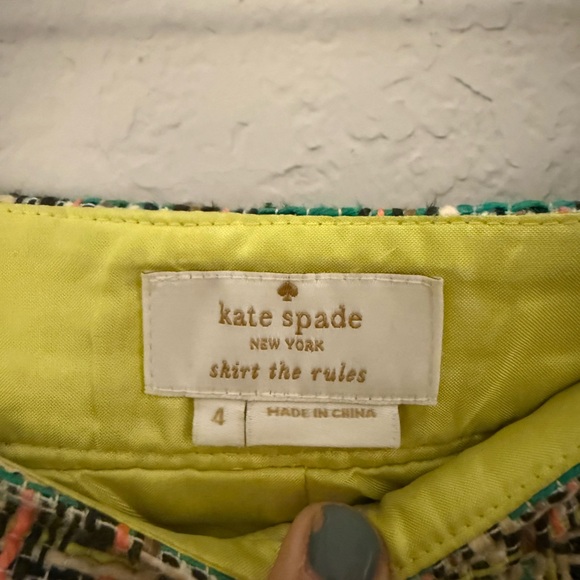 kate spade
NEW YORK
skirt the rules
4
MADE IN CHINA